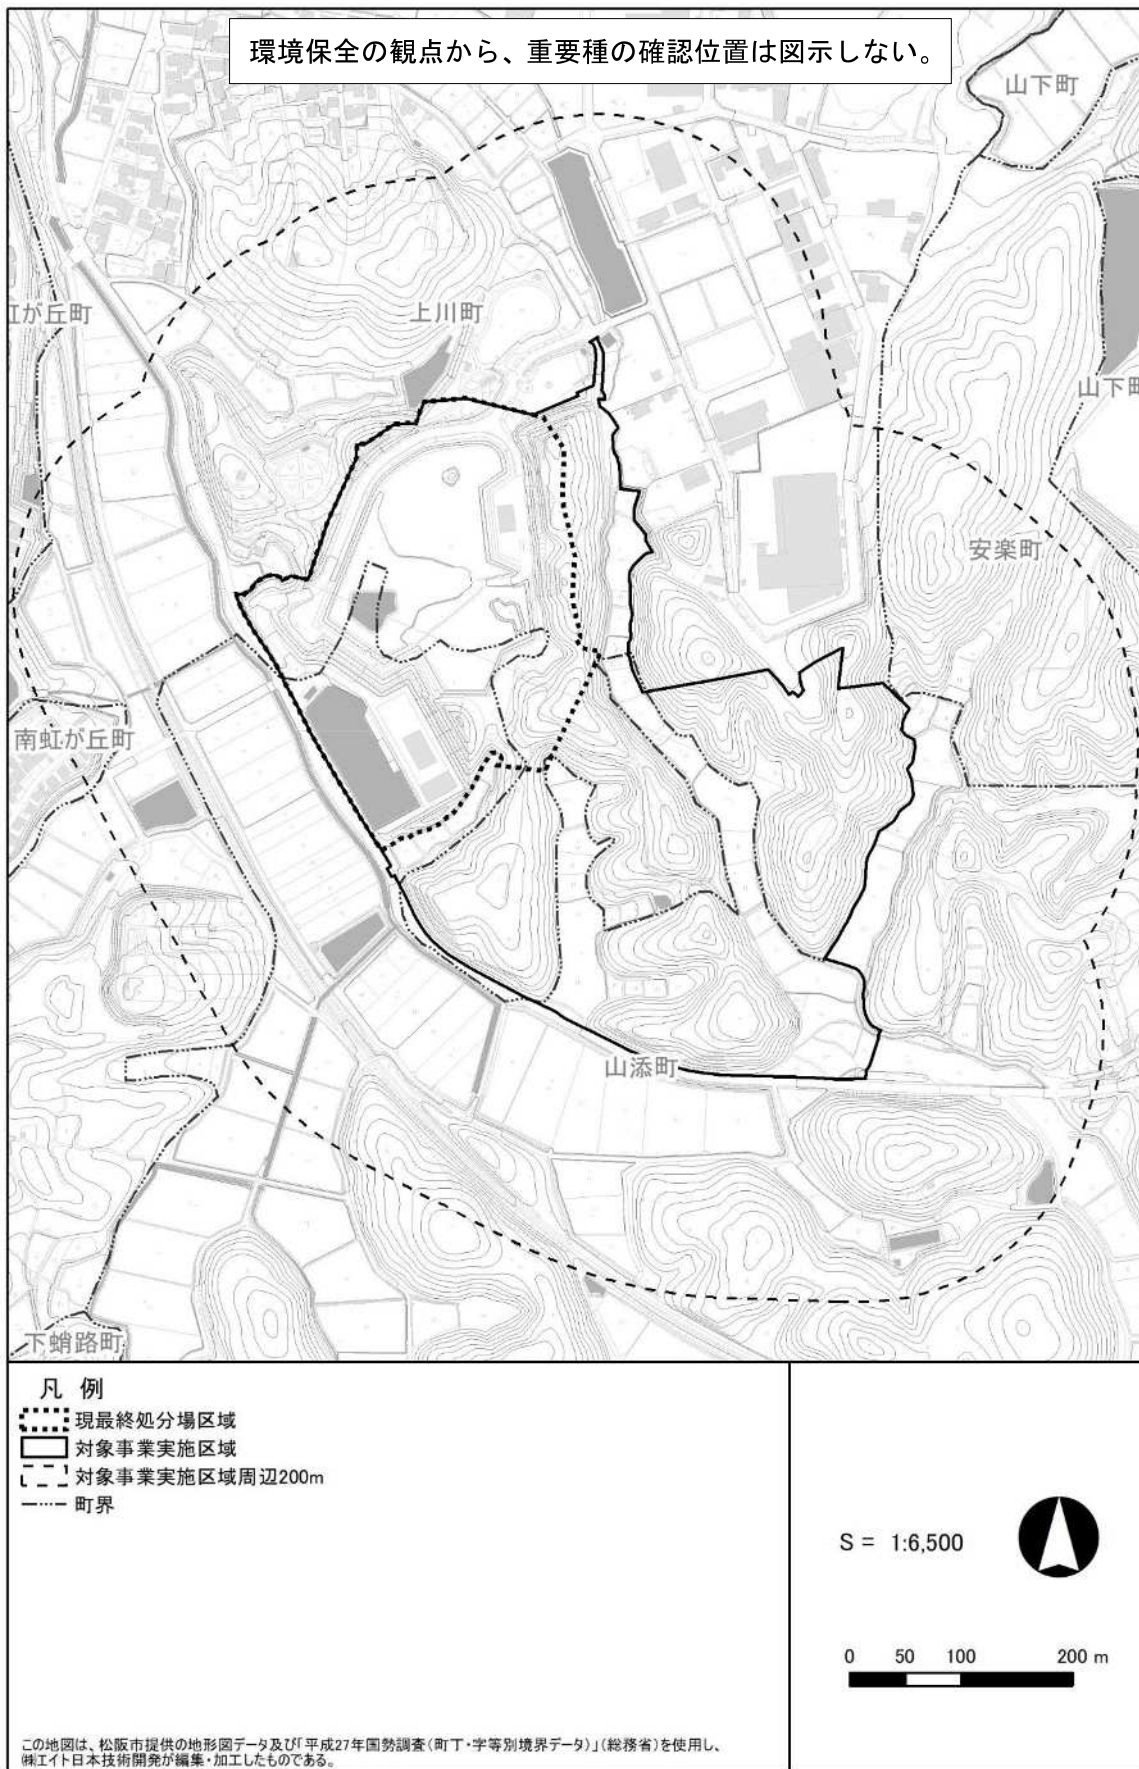 環境保全の観点から、重要種の確認位置は図示しない。
山下町
虹が丘町
上川町
山下町
安楽町
南虹が丘町
山添町
下蛸路町
凡 例
現最終処分場区域
対象事業実施区域
対象事業実施区域周辺200m
町界
S = 1:6,500
0 50 100 200 m
この地図は、松阪市提供の地形図データ及び「平成27年国勢調査(町丁・字等別境界データ)」(総務省)を使用し、
㈱エイト日本技術開発が編集・加工したものである。